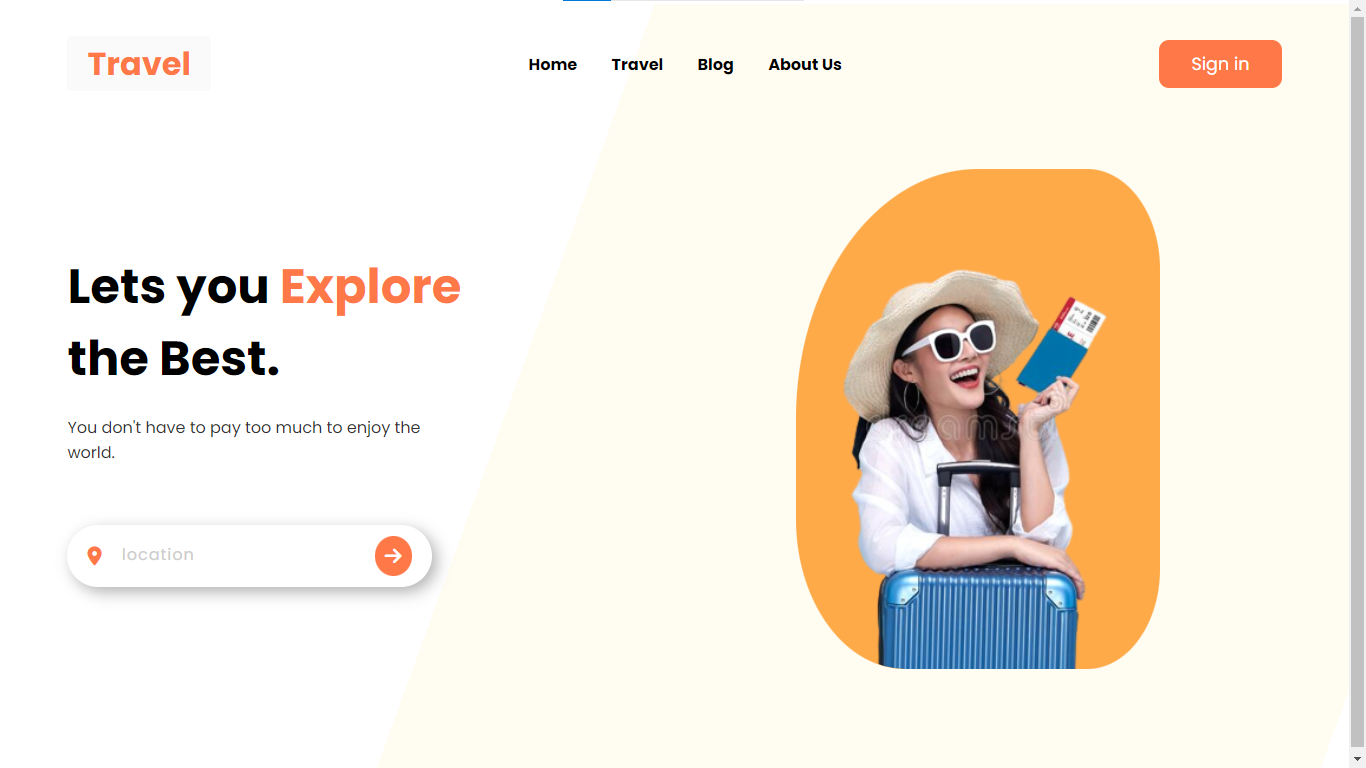 Travel
Home Travel Blog About Us
Sign in
Lets you Explore
the Best.
You don't have to pay too much to enjoy the
world.
location